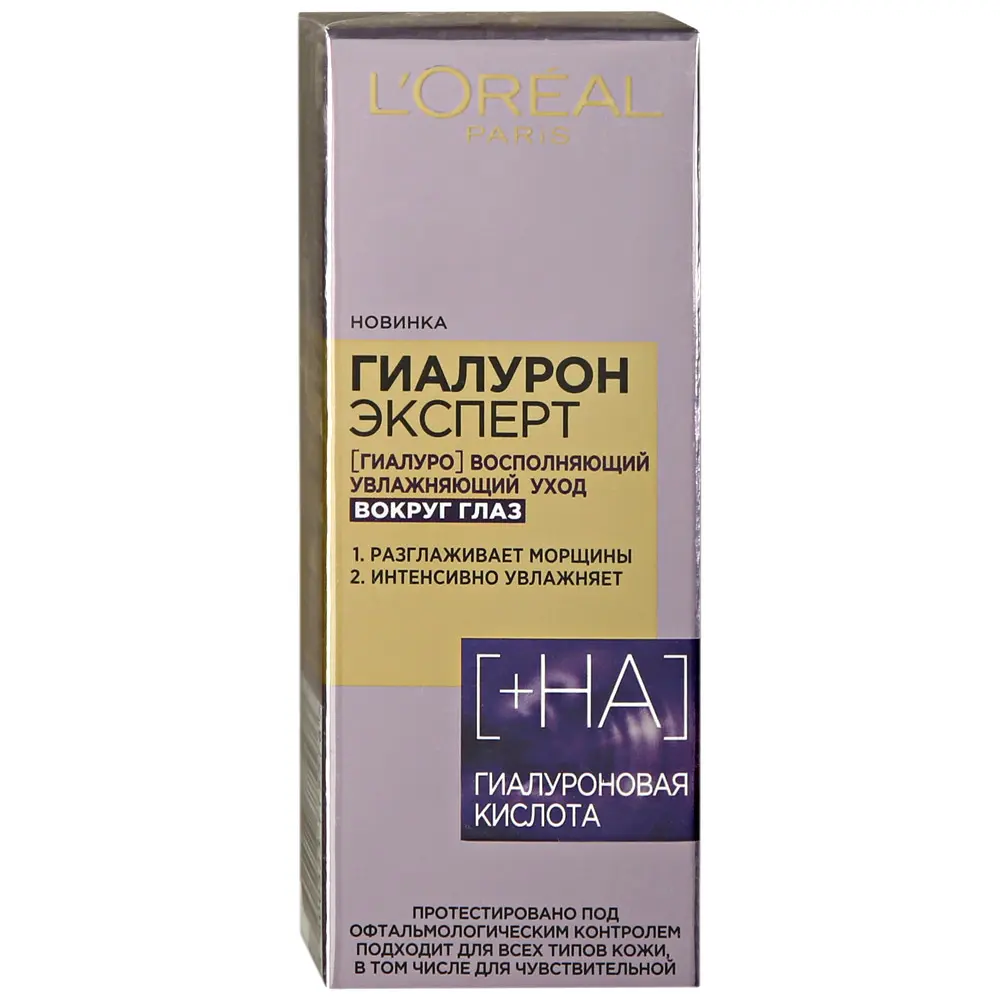 L'ORÉAL
PARIS
НОВИНКА
ГИАЛУРОН
ЭКСПЕРТ
[ГИАЛУРО] ВОСПОЛНЯЮЩИЙ
УВЛАЖНЯЮЩИЙ УХОД
ВОКРУГ ГЛАЗ
1. РАЗГЛАЖИВАЕТ МОРЩИНЫ
2. ИНТЕНСИВНО УВЛАЖНЯЕТ
[+HA]
ГИАЛУРОНОВАЯ
КИСЛОТА
ПРОТЕСТИРОВАНО ПОД
ОФТАЛЬМОЛОГИЧЕСКИМ КОНТРОЛЕМ
ПОДХОДИТ ДЛЯ ВСЕХ ТИПОВ КОЖИ,
В ТОМ ЧИСЛЕ ДЛЯ ЧУВСТВИТЕЛЬНОЙ